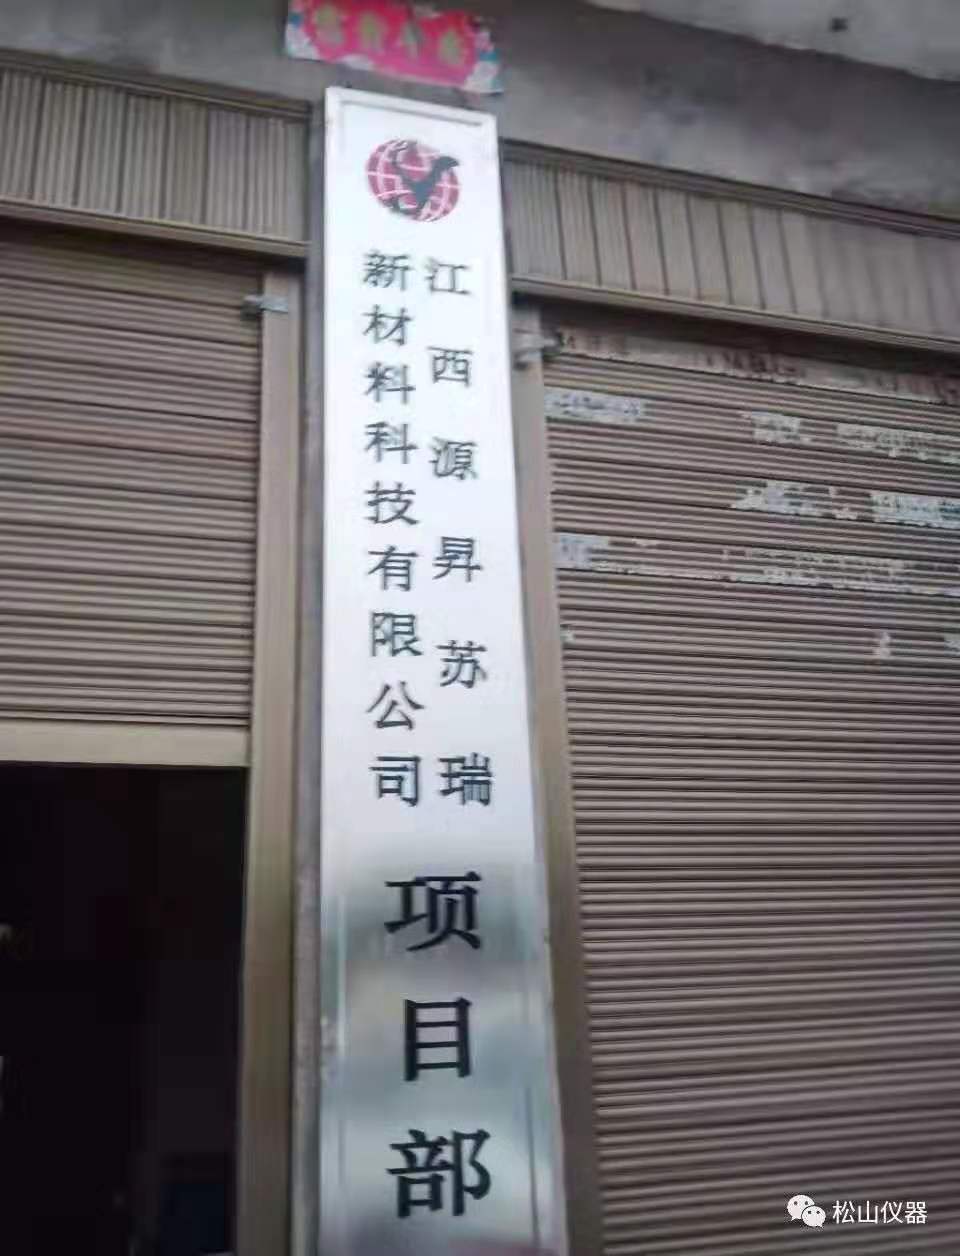 江西源昇苏瑞
新材料科技有限公司
项目部
松山仪器